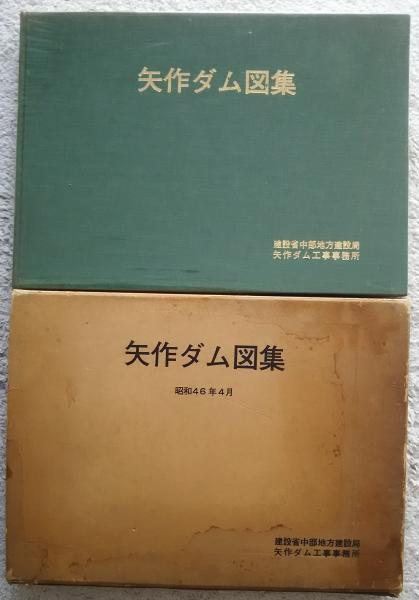 矢作ダム図集
建設省中部地方建設局
矢作ダム工事事務所
矢作ダム図集
昭和46年4月
建設省中部地方建設局
矢作ダム工事事務所